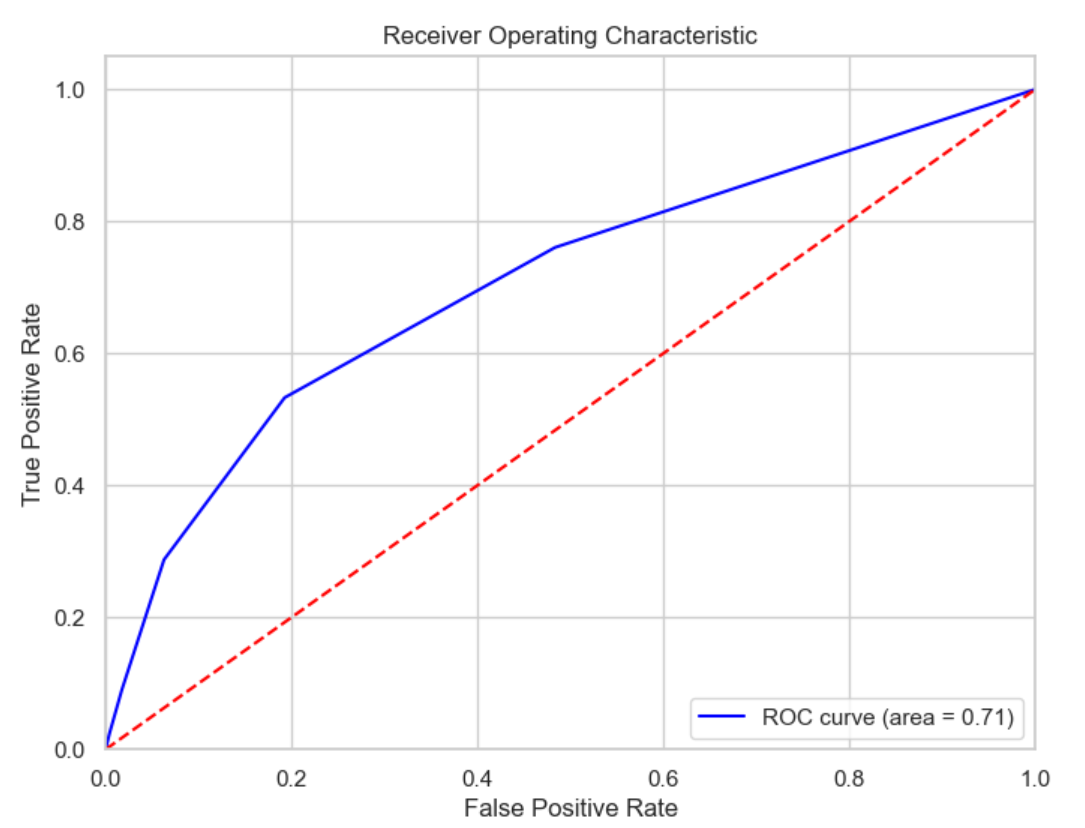 Receiver Operating Characteristic
1.0
0.8
0.6
0.4
0.2
0.0
True Positive Rate
ROC curve (area = 0.71)
0.0 0.2 0.4 0.6 0.8 1.0
False Positive Rate